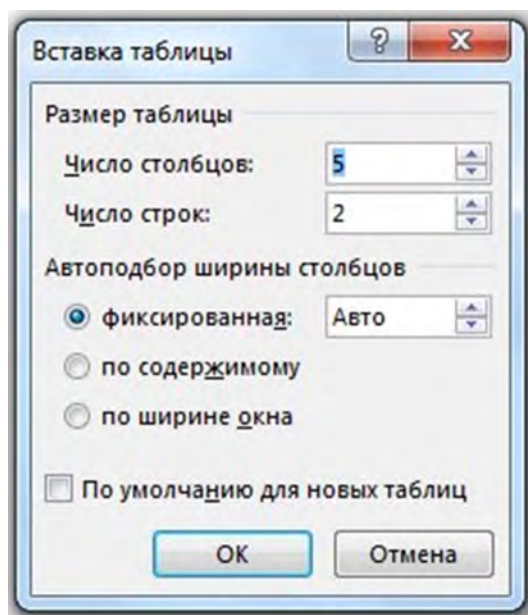 Вставка таблицы
Размер таблицы
Число столбцов: 5
Число строк: 2
Автоподбор ширины столбцов
фиксированная: Авто
по содержимому
по ширине окна
По умолчанию для новых таблиц
ОК Отмена